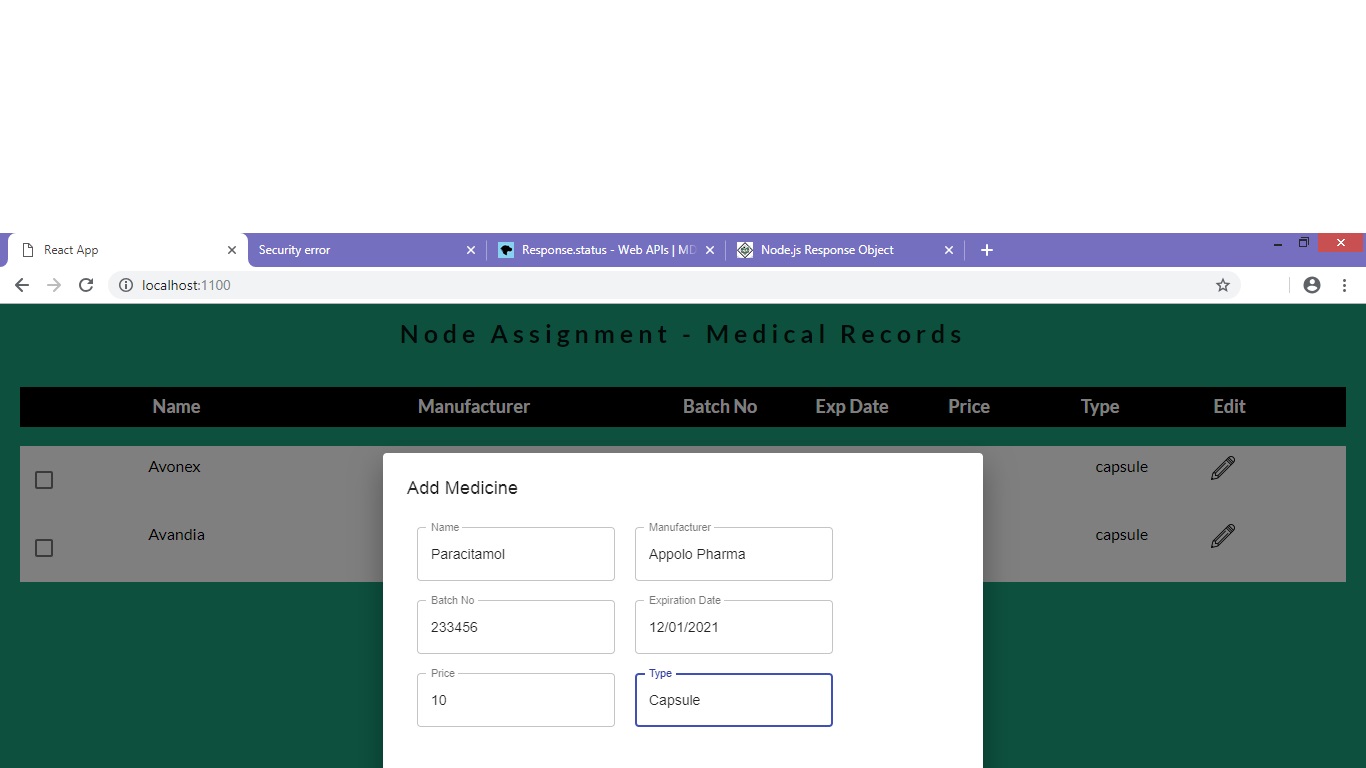 React App
Security error
Response.status - Web APIs | MD
Node.js Response Object
localhost:1100
Node Assignment - Medical Records
Name Manufacturer Batch No Exp Date Price Type Edit
Avonex capsule
Avandia capsule
Add Medicine
Name Manufacturer
Paracitamol Appolo Pharma
Batch No Expiration Date
233456 12/01/2021
Price Type
10 Capsule